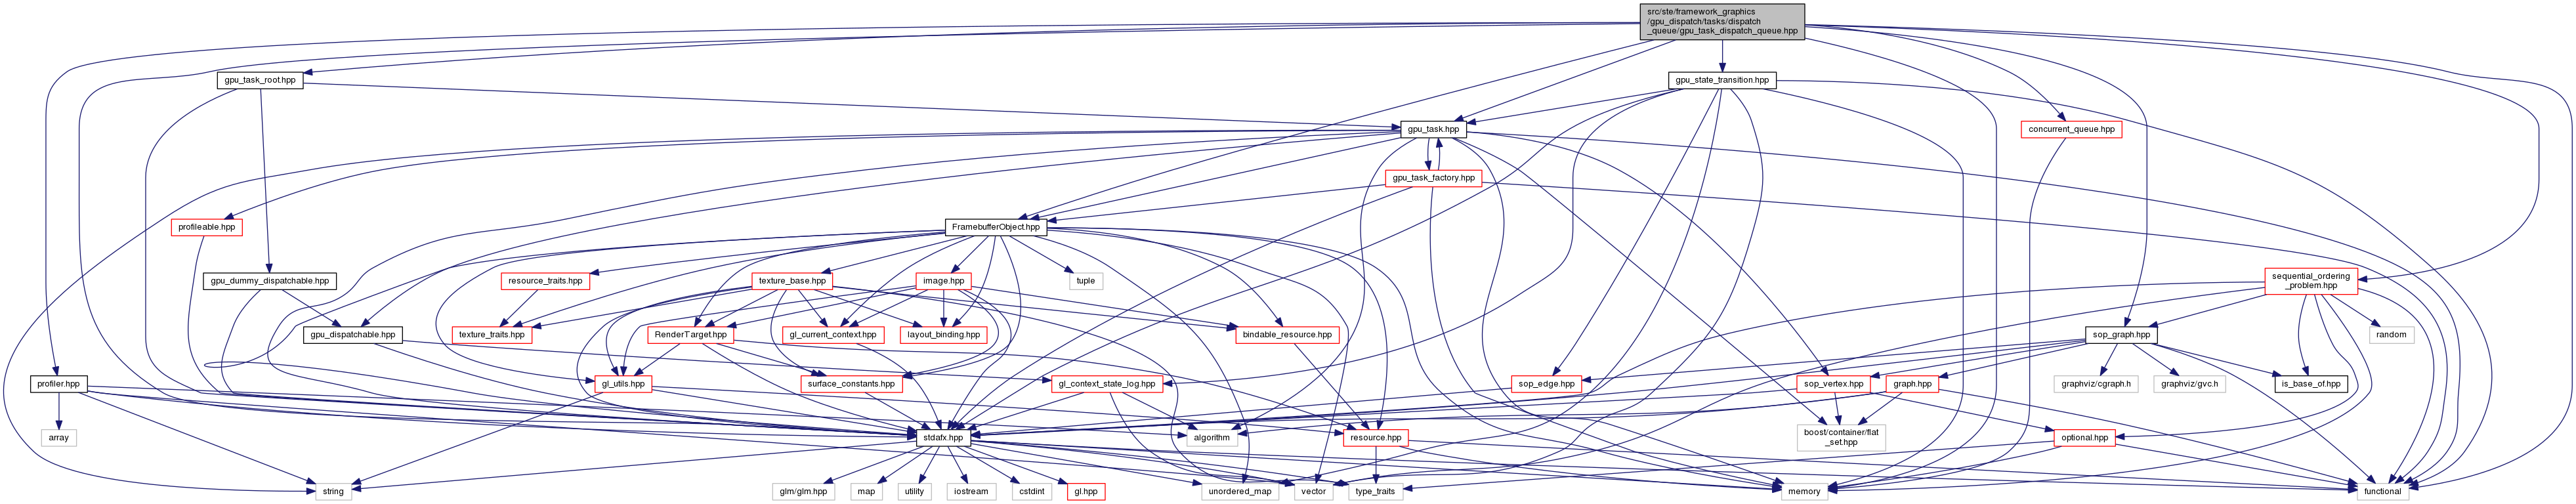 src/ste/framework_graphics
/gpu_dispatch/tasks/dispatch
_queue/gpu_task_dispatch_queue.hpp
gpu_task_root.hpp
gpu_state_transition.hpp
gpu_task.hpp
concurrent_queue.hpp
gpu_task_factory.hpp
profileable.hpp
FramebufferObject.hpp
gpu_dummy_dispatchable.hpp
resource_traits.hpp
texture_base.hpp
image.hpp
tuple
sequential_ordering
_problem.hpp
gpu_dispatchable.hpp
texture_traits.hpp
RenderTarget.hpp
gl_current_context.hpp
layout_binding.hpp
bindable_resource.hpp
sop_graph.hpp
random
profiler.hpp
gl_utils.hpp
surface_constants.hpp
gl_context_state_log.hpp
sop_edge.hpp
sop_vertex.hpp
graph.hpp
graphviz/cgraph.h
graphviz/gvc.h
is_base_of.hpp
array
stdafx.hpp
algorithm
resource.hpp
boost/container/flat
_set.hpp
optional.hpp
string
glm/glm.hpp
map
utility
iostream
cstdint
gl.hpp
unordered_map
vector
type_traits
memory
functional